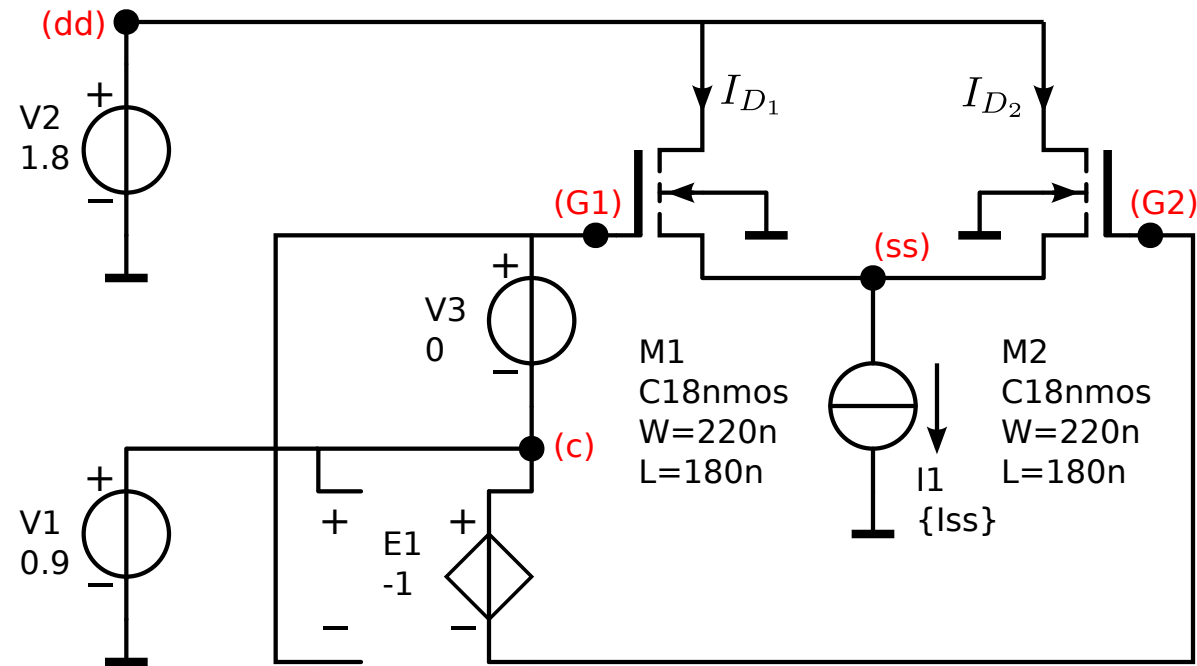 (dd)
V2
1.8
+
−
I_{D_1}
I_{D_2}
(G1)
(G2)
(ss)
+
V3
0
−
(c)
M1
C18nmos
W=220n
L=180n
M2
C18nmos
W=220n
L=180n
I1
{Iss}
+
V1
0.9
−
+
−
E1
-1
+
−